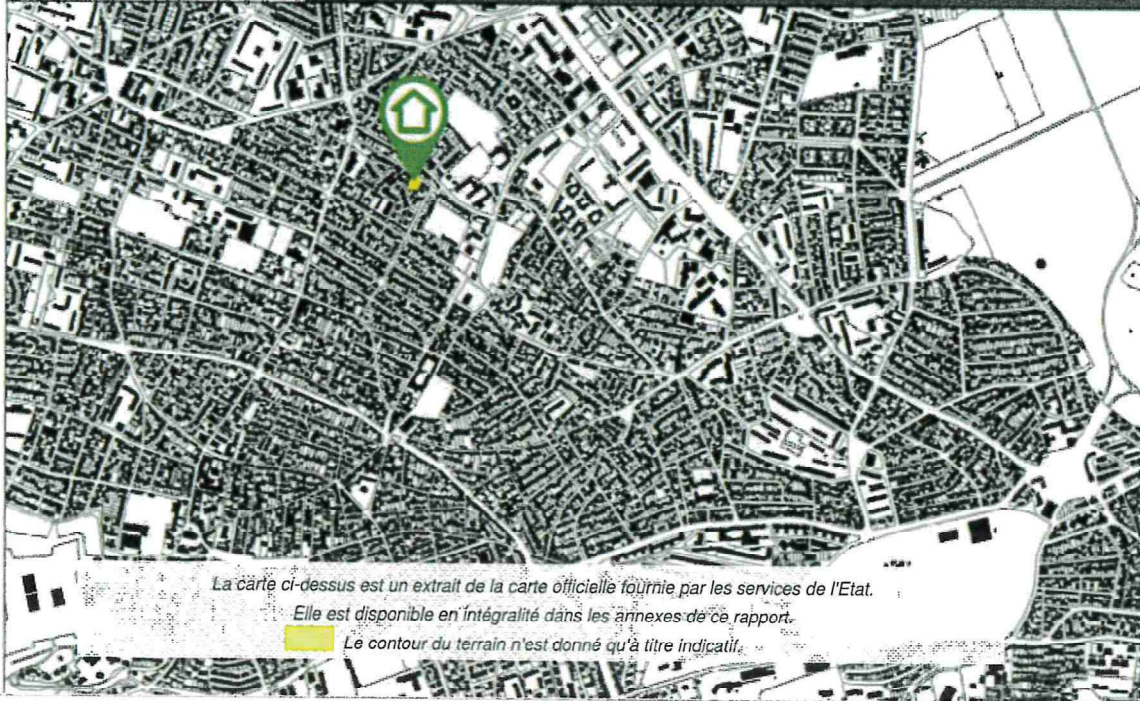 La carte ci-dessus est un extrait de la carte officielle fournie par les services de l'Etat.
Elle est disponible en intégralité dans les annexes de ce rapport.
Le contour du terrain n'est donné qu'à titre indicatif.